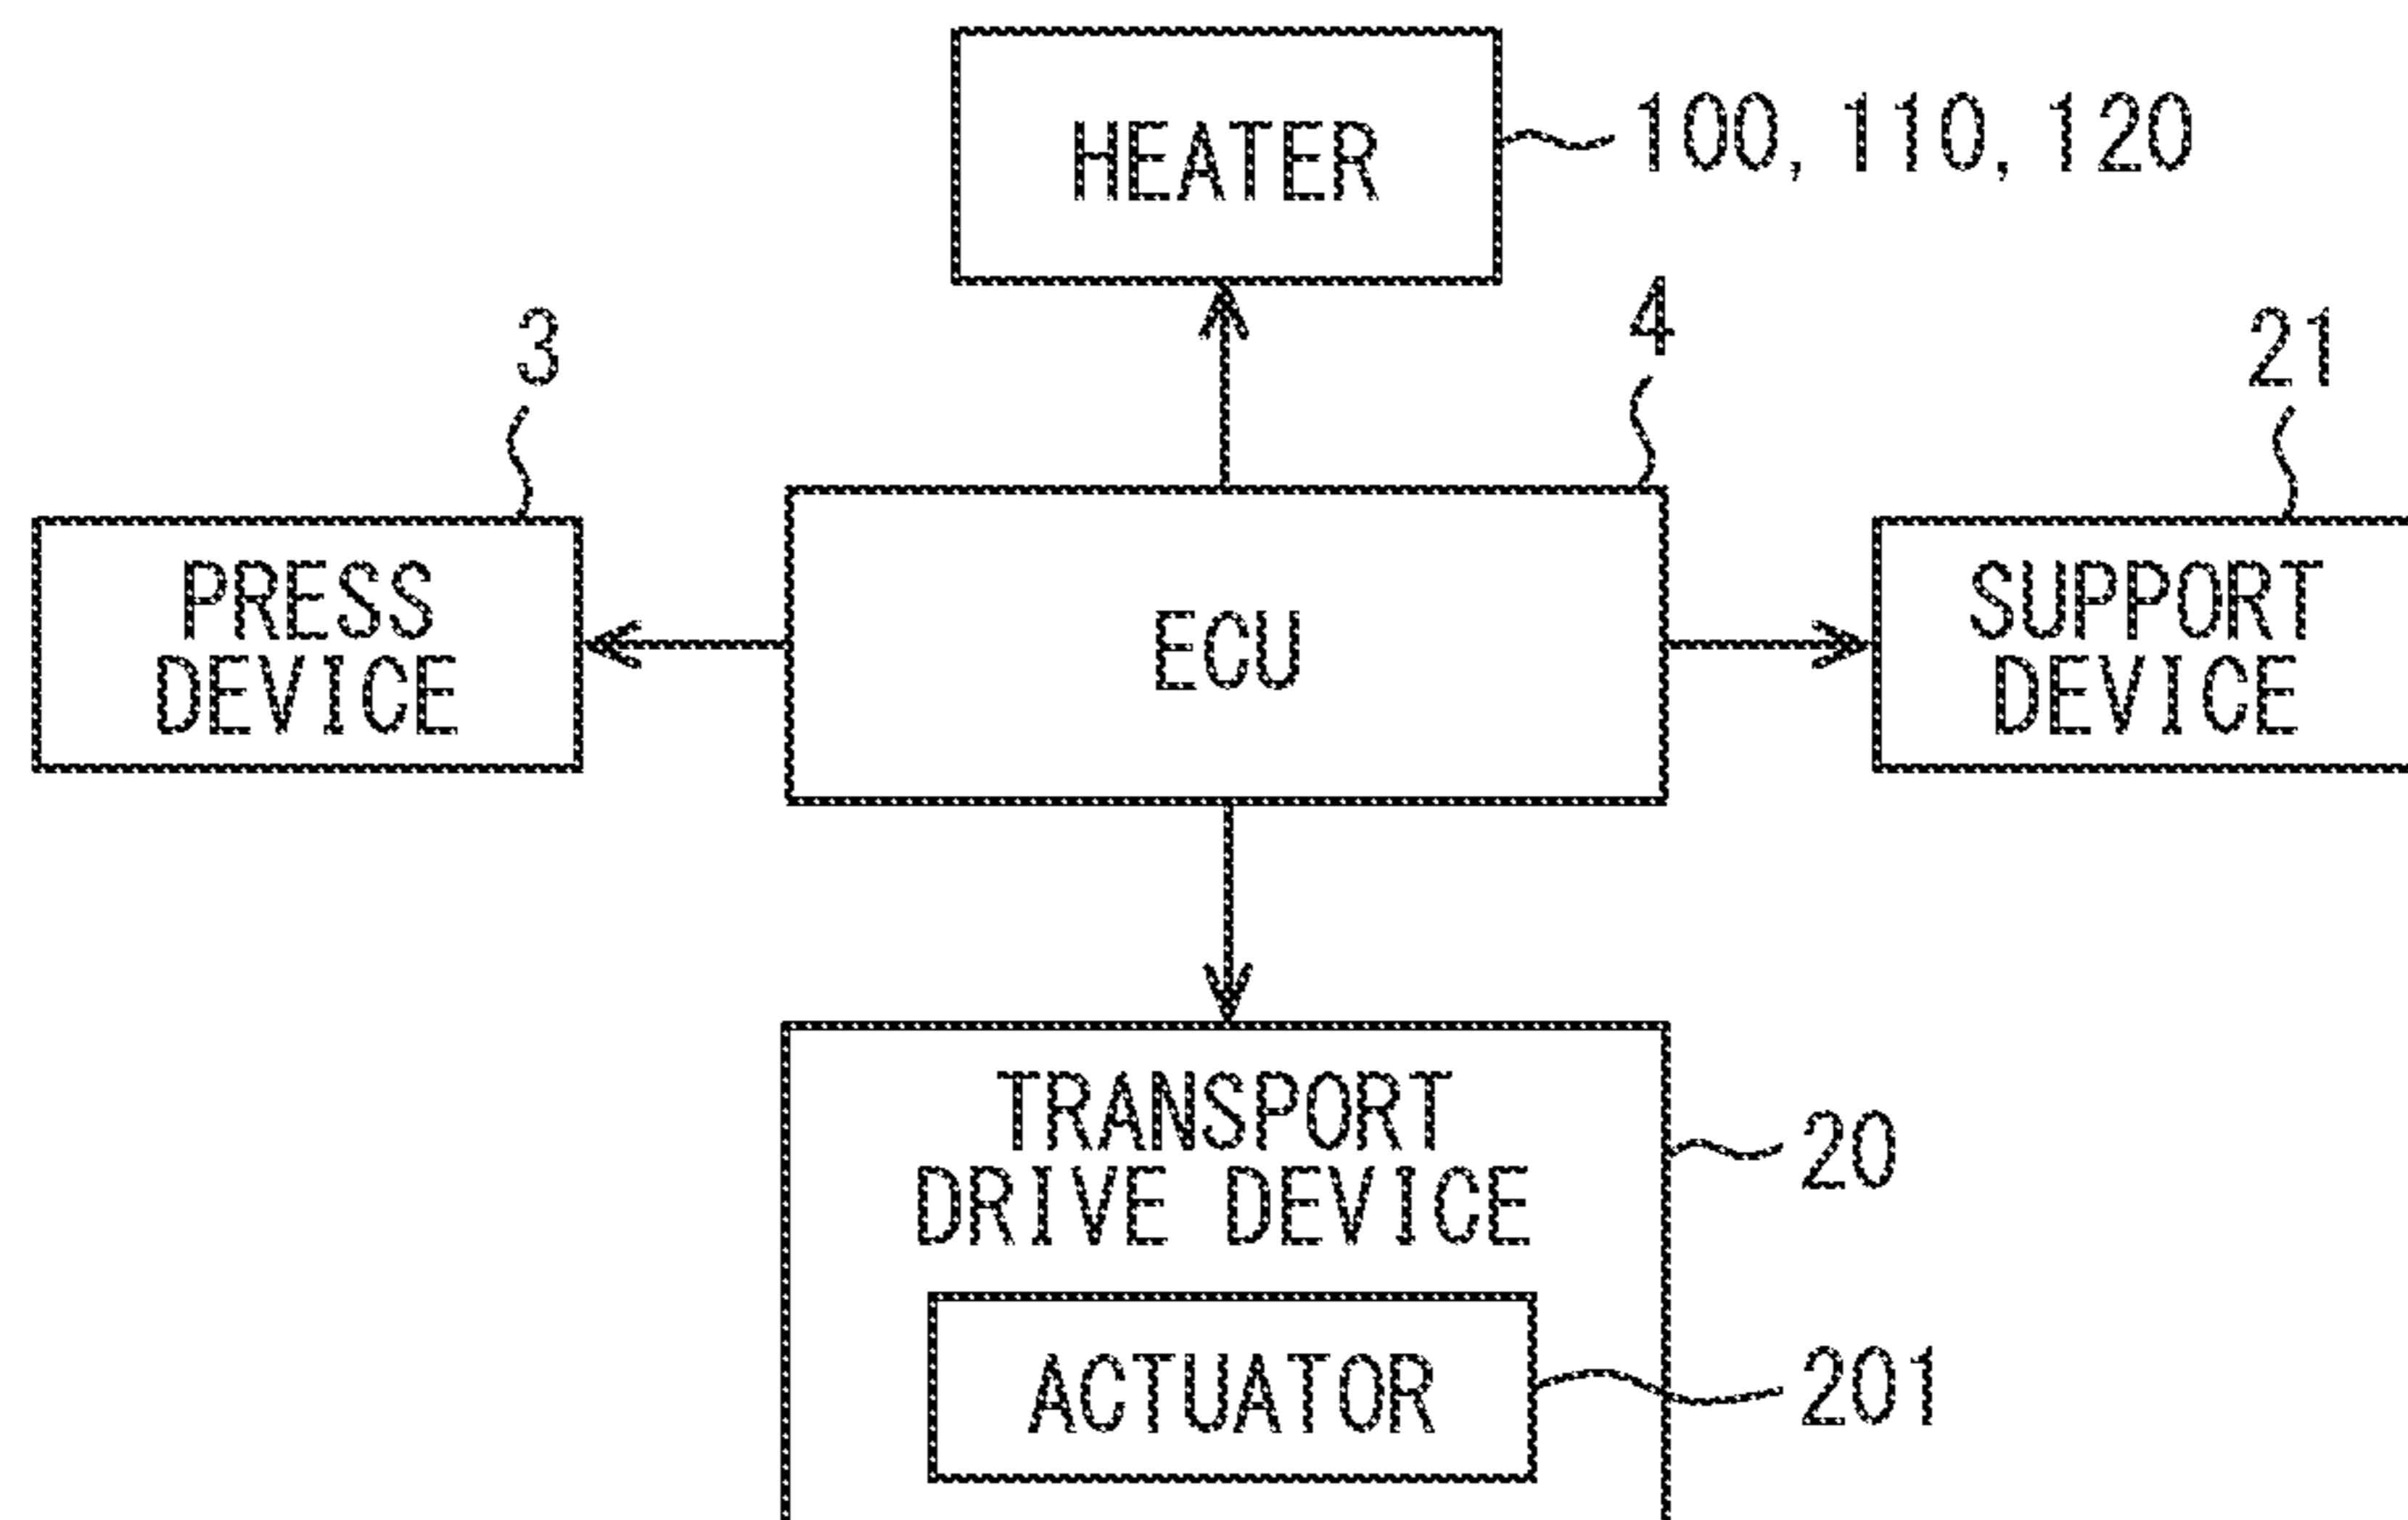 HEATER
100, 110, 120
3
4
21
PRESS
DEVICE
ECU
SUPPORT
DEVICE
TRANSPORT
DRIVE DEVICE
20
ACTUATOR
201